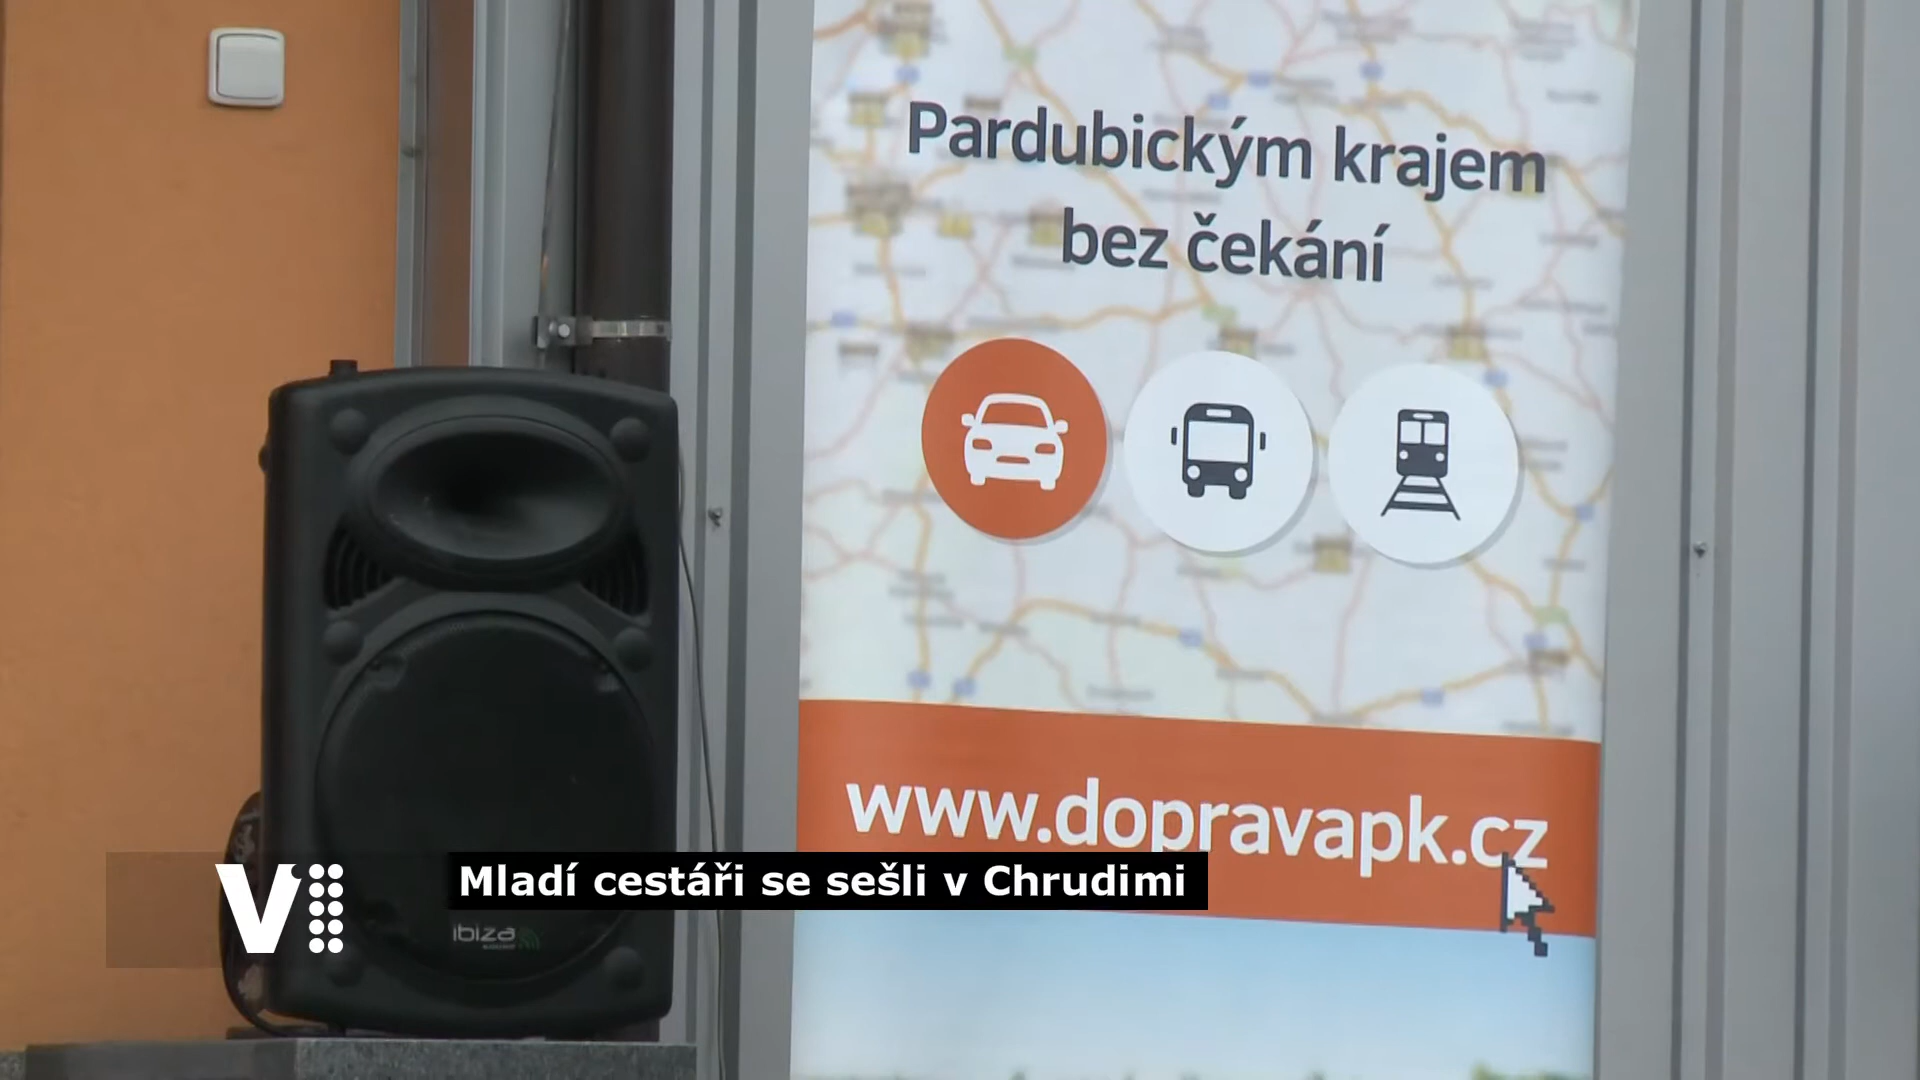 Pardubickým krajem
bez čekání
www.dopravapk.cz
Mladí cestáři se sešli v Chrudimi
ibiza